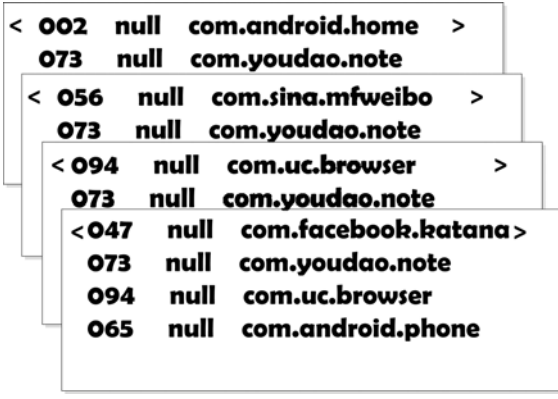 < 002 null com.android.home >
073 null com.youdao.note
< 056 null com.sina.mfweibo >
073 null com.youdao.note
< 094 null com.uc.browser >
073 null com.youdao.note
<047 null com.facebook.katana>
073 null com.youdao.note
094 null com.uc.browser
065 null com.android.phone